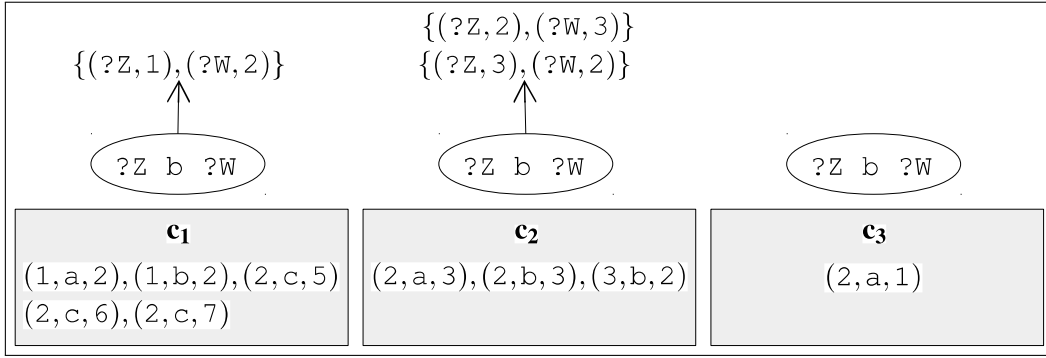 {(?Z,2),(?W,3)}
{(?Z,1),(?W,2)} {(?Z,3),(?W,2)}
?Z b ?W ?Z b ?W ?Z b ?W
c₁ c₂ c₃
(1,a,2),(1,b,2),(2,c,5) (2,a,3),(2,b,3),(3,b,2) (2,a,1)
(2,c,6),(2,c,7)